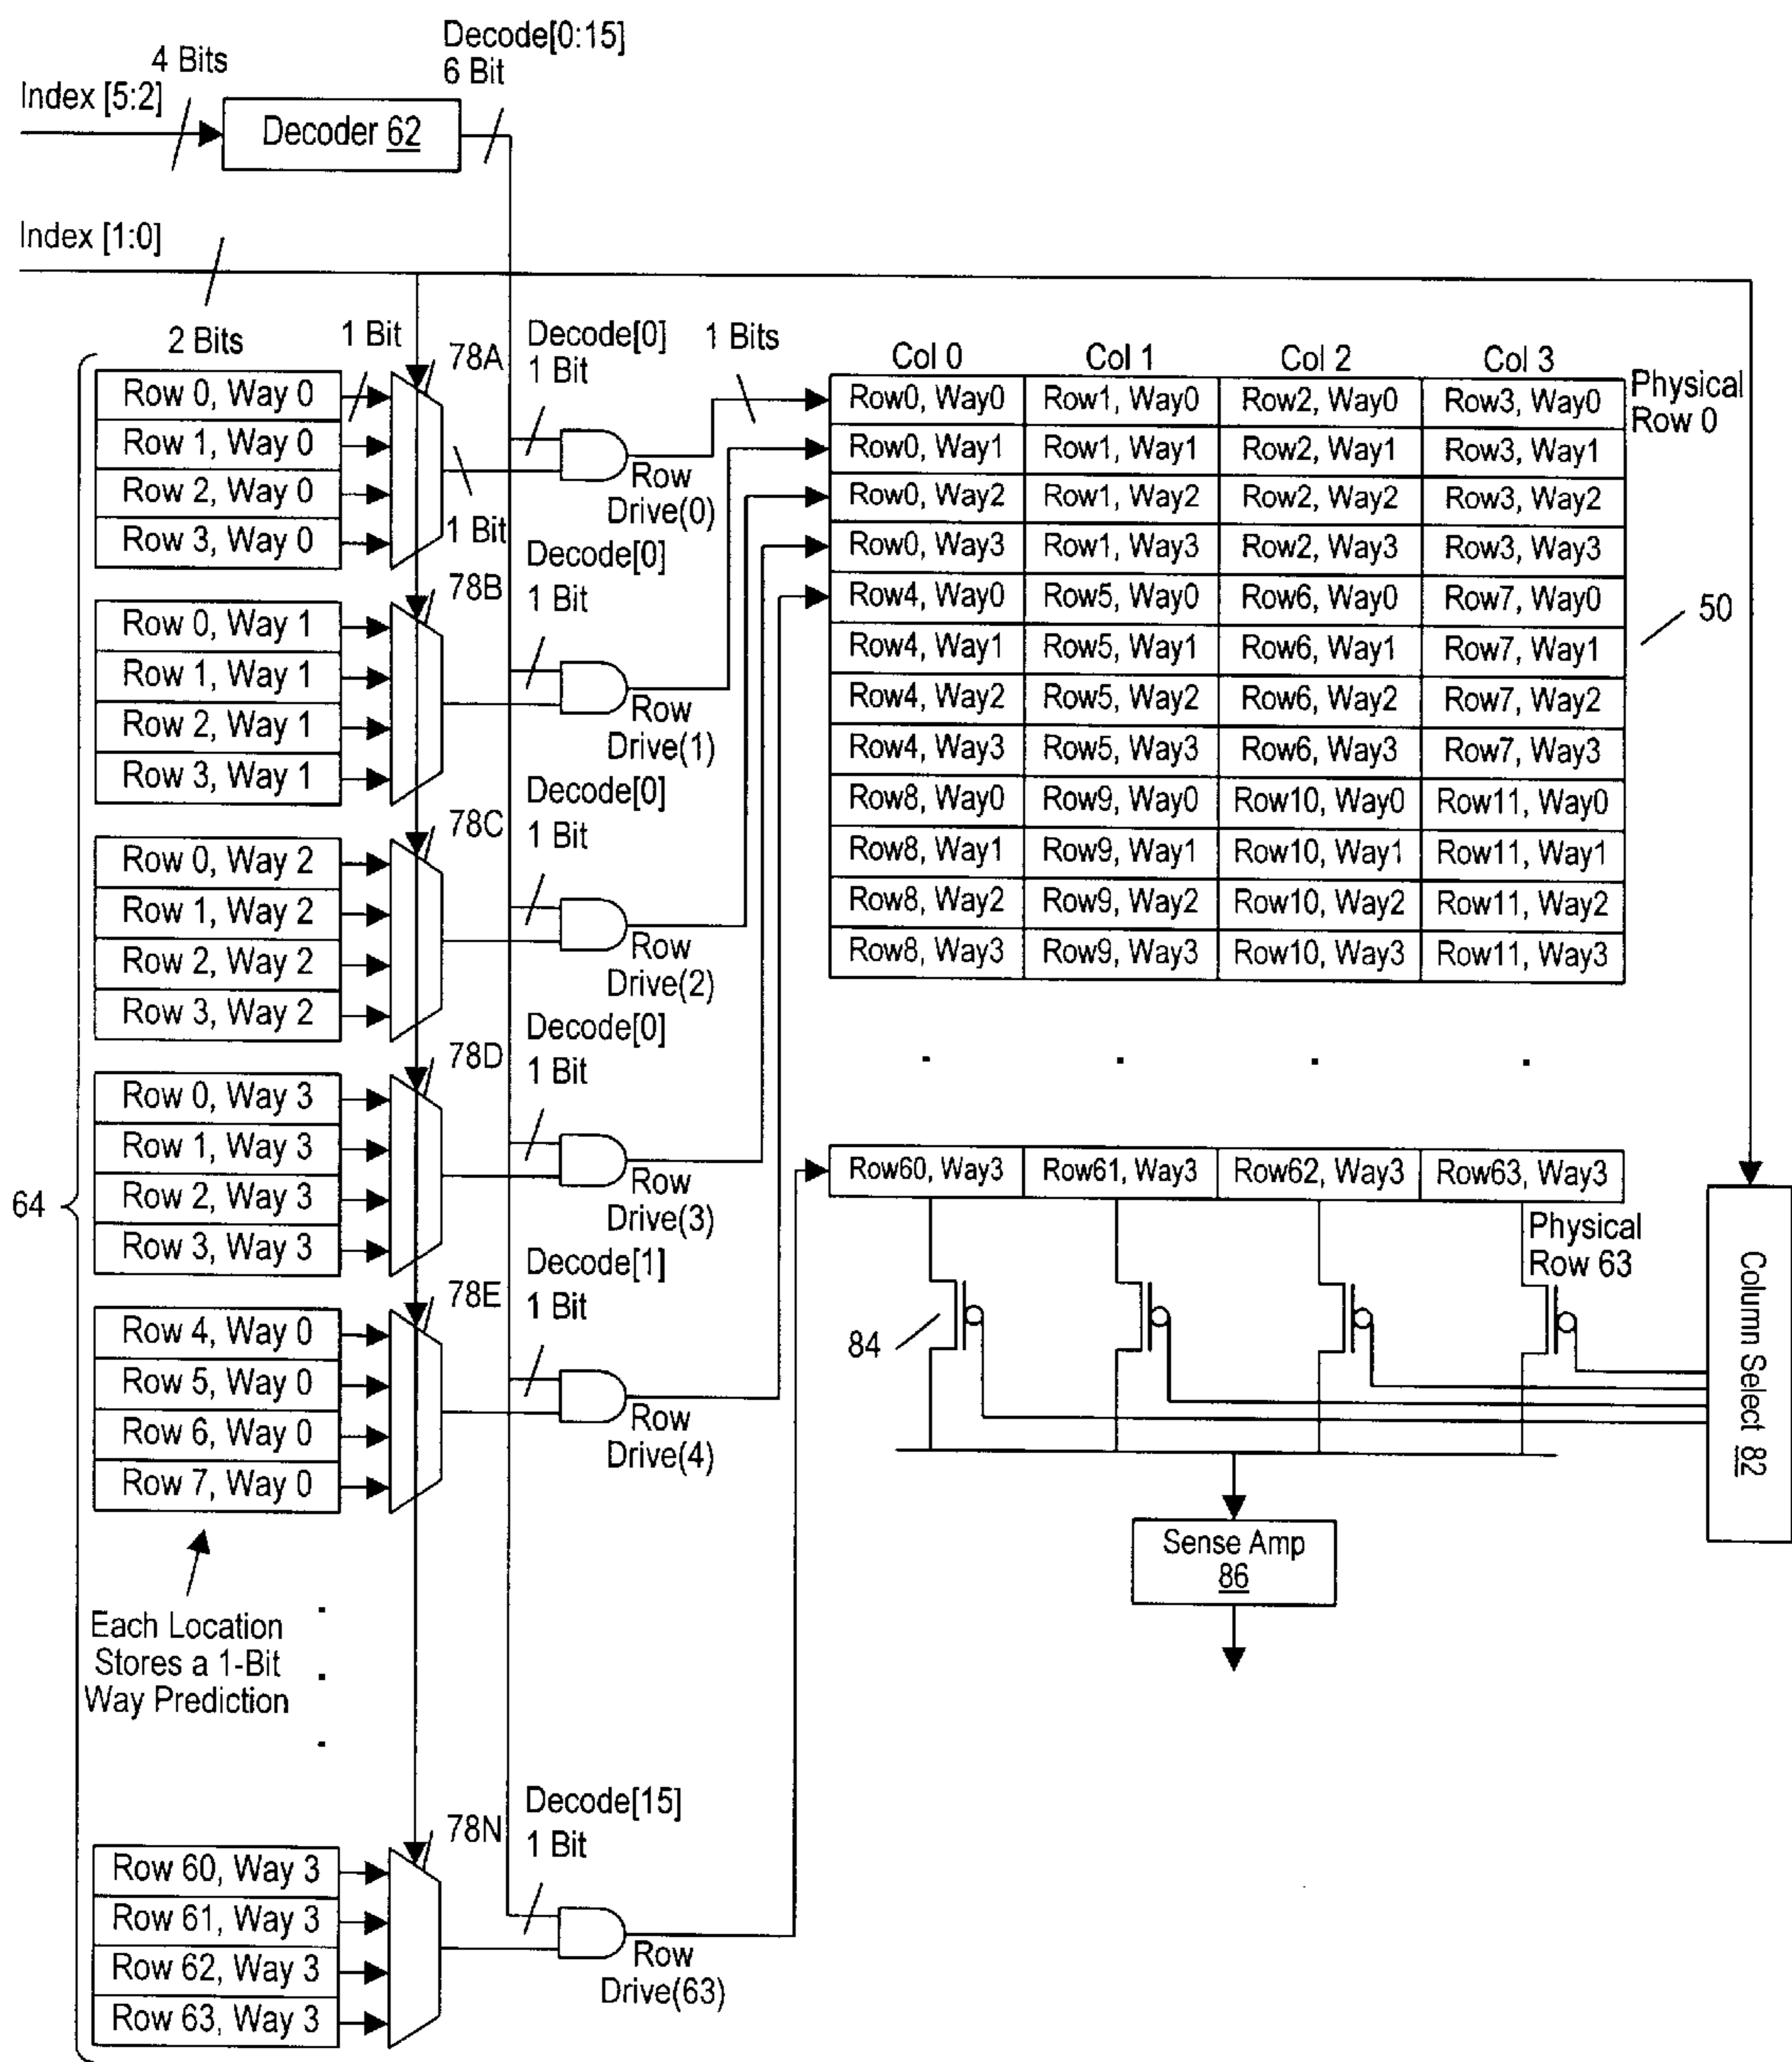 4 Bits
Index [5:2]
Decoder 62
Decode[0:15]
6 Bit
Index [1:0]
2 Bits
1 Bit
78A
Decode[0]
1 Bit
1 Bits
Row 0, Way 0
Row 1, Way 0
Row 2, Way 0
Row 3, Way 0
1 Bit
Row
Drive(0)
78B
Decode[0]
1 Bit
Row 0, Way 1
Row 1, Way 1
Row 2, Way 1
Row 3, Way 1
Row
Drive(1)
78C
Decode[0]
1 Bit
Row 0, Way 2
Row 1, Way 2
Row 2, Way 2
Row 3, Way 2
Row
Drive(2)
78D
Decode[0]
1 Bit
Row 0, Way 3
Row 1, Way 3
Row 2, Way 3
Row 3, Way 3
Row
Drive(3)
64
78E
Decode[1]
1 Bit
Row 4, Way 0
Row 5, Way 0
Row 6, Way 0
Row 7, Way 0
Row
Drive(4)
Each Location
Stores a 1-Bit
Way Prediction
78N
Decode[15]
1 Bit
Row 60, Way 3
Row 61, Way 3
Row 62, Way 3
Row 63, Way 3
Row
Drive(63)
Col 0 Col 1 Col 2 Col 3
Row0, Way0 Row1, Way0 Row2, Way0 Row3, Way0
Physical
Row 0
Row0, Way1 Row1, Way1 Row2, Way1 Row3, Way1
Row0, Way2 Row1, Way2 Row2, Way2 Row3, Way2
Row0, Way3 Row1, Way3 Row2, Way3 Row3, Way3
Row4, Way0 Row5, Way0 Row6, Way0 Row7, Way0
50
Row4, Way1 Row5, Way1 Row6, Way1 Row7, Way1
Row4, Way2 Row5, Way2 Row6, Way2 Row7, Way2
Row4, Way3 Row5, Way3 Row6, Way3 Row7, Way3
Row8, Way0 Row9, Way0 Row10, Way0 Row11, Way0
Row8, Way1 Row9, Way1 Row10, Way1 Row11, Way1
Row8, Way2 Row9, Way2 Row10, Way2 Row11, Way2
Row8, Way3 Row9, Way3 Row10, Way3 Row11, Way3
Row60, Way3 Row61, Way3 Row62, Way3 Row63, Way3
Physical
Row 63
84
Column Select 82
Sense Amp
86